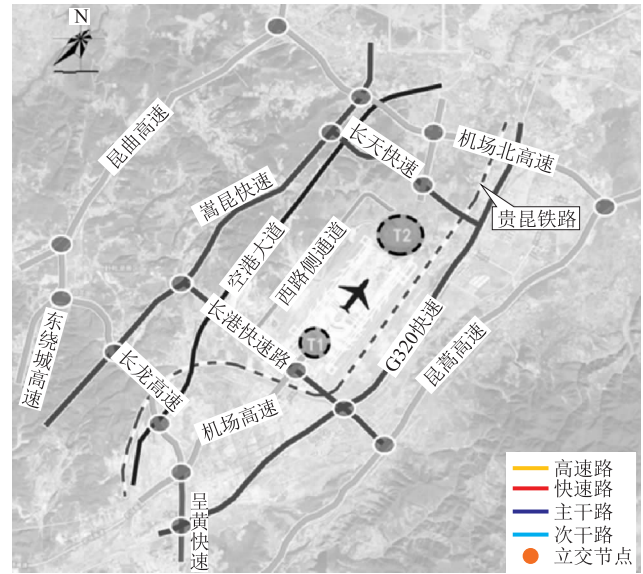 N
昆曲高速
长天快速
机场北高速
嵩昆快速
贵昆铁路
空港大道
西路侧通道
T2
长港快速路
T1
G320快速
昆嵩高速
东绕城高速
长龙高速
机场高速
呈黄快速
高速路
快速路
主干路
次干路
立交节点